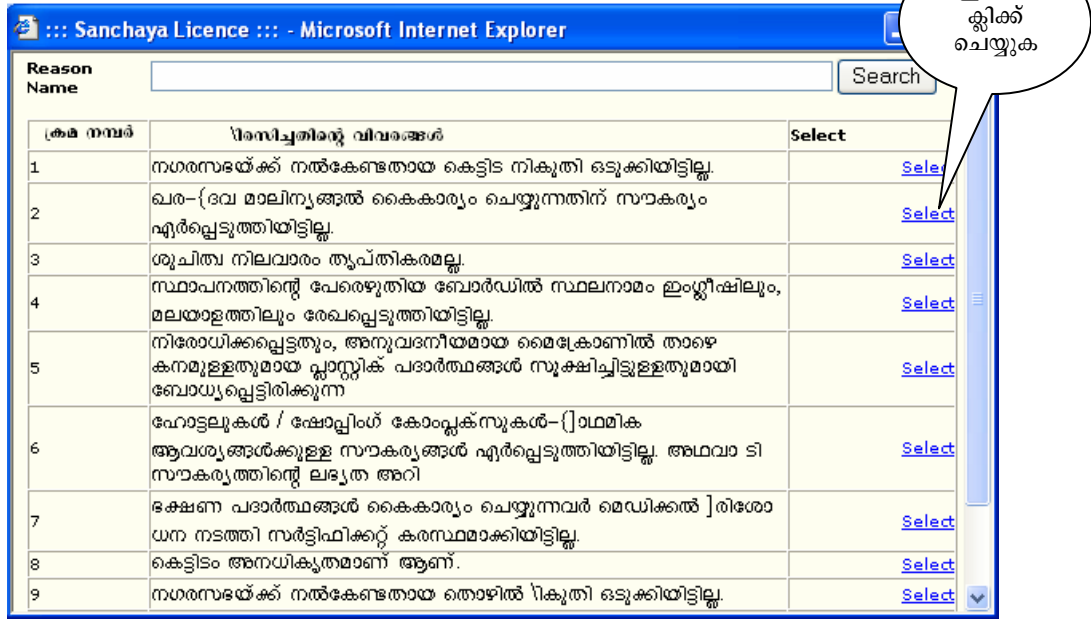 ::: Sanchaya Licence ::: - Microsoft Internet Explorer
ക്ലിക്ക്
ചെയ്യുക
Reason
Name
Search
ക്രമ നമ്പർ \ിരസിച്ചതിന്റെ വിവരങ്ങൾ Select
1 നഗരസഭയ്ക്ക് നൽകേണ്ടതായ കെട്ടിട നികുതി ഒടുക്കിയിട്ടില്ല. Select
2 ഖര-{ദവ മാലിന്യങ്ങൽ കൈകാര്യം ചെയ്യുന്നതിന് സൗകര്യം
എർപ്പെടുത്തിയിട്ടില്ല. Select
3 ശുചിത്വ നിലവാരം തൃപ്തികരമല്ല. Select
4 സ്ഥാപനത്തിന്റെ പേരെഴുതിയ ബോർഡിൽ സ്ഥലനാമം ഇംഗ്ലീഷിലും,
മലയാളത്തിലും രേഖപ്പെടുത്തിയിട്ടില്ല. Select
5 നിരോധിക്കപ്പെട്ടതും, അനുവദനീയമായ മൈക്രോണിൽ താഴെ
കനമുള്ളതുമായ പ്ലാസ്റ്റിക് പദാർത്ഥങ്ങൾ സൂക്ഷിച്ചിട്ടുള്ളതുമായി
ബോധ്യപ്പെട്ടിരിക്കുന്ന Select
6 ഹോട്ടലുകൾ / ഷോപ്പിംഗ് കോംപ്ലക്സുകൾ-{]ാഥമിക
ആവശ്യങ്ങൾക്കുള്ള സൗകര്യങ്ങൾ എർപ്പെടുത്തിയിട്ടില്ല. അഥവാ ടി
സൗകര്യത്തിന്റെ ലഭ്യത അറി Select
7 ഭക്ഷണ പദാർത്ഥങ്ങൾ കൈകാര്യം ചെയ്യുന്നവർ മെഡിക്കൽ ]രിശോ
ധന നടത്തി സർട്ടിഫിക്കറ്റ് കരസ്ഥമാക്കിയിട്ടില്ല. Select
8 കെട്ടിടം അനധികൃതമാണ് ആണ്. Select
9 നഗരസഭയ്ക്ക് നൽകേണ്ടതായ തൊഴിൽ \ികുതി ഒടുക്കിയിട്ടില്ല. Select